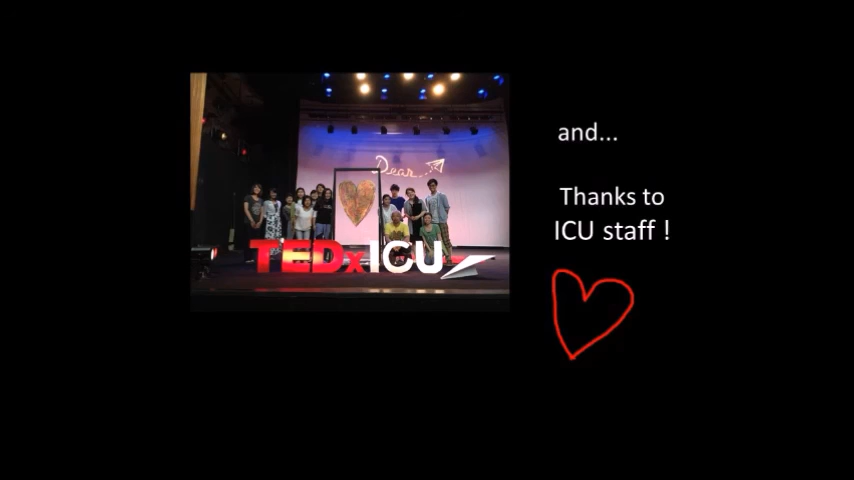 Dear...
TEDxICU
and...
Thanks to
ICU staff !